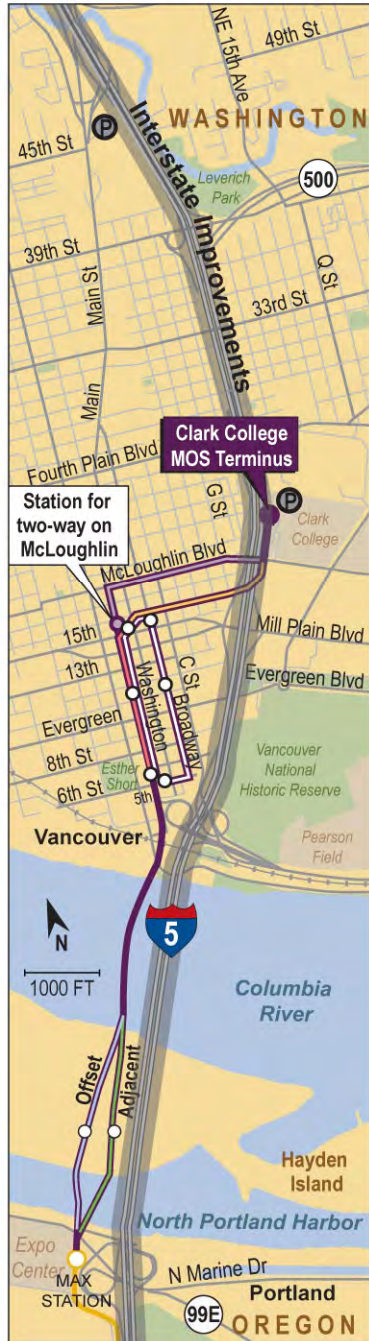 49th St
NE 15th Ave
WASHINGTON
P
45th St
Interstate Improvements
Leverich
Park
500
39th St
Main St
Q St
33rd St
Main
Clark College
MOS Terminus
Fourth Plain Blvd
P
G St
Clark
College
Station for
two-way on
McLoughlin
McLoughlin Blvd
15th
Mill Plain Blvd
13th
Washington
C St
Broadway
Evergreen Blvd
Evergreen
8th St
Esther
Short
6th St
5th
Vancouver
National
Historic Reserve
Vancouver
Pearson
Field
N
5
1000 FT
Columbia
River
Offset
Adjacent
Hayden
Island
North Portland Harbor
Expo
Center
MAX
STATION
N Marine Dr
Portland
99E
OREGON